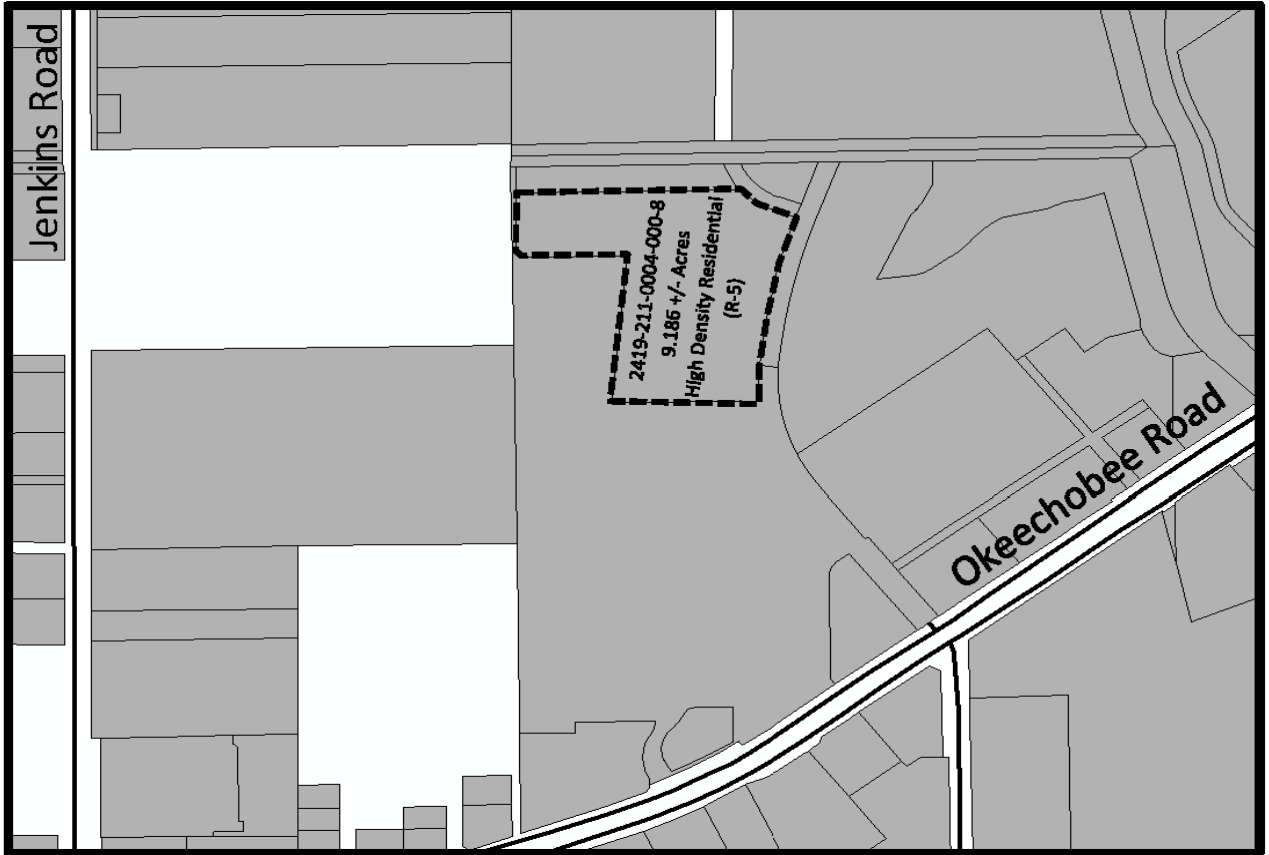 Jenkins Road
2419-211-0004-000-8
9.186 +/- Acres
High Density Residential
(R-5)
Okeechobee Road